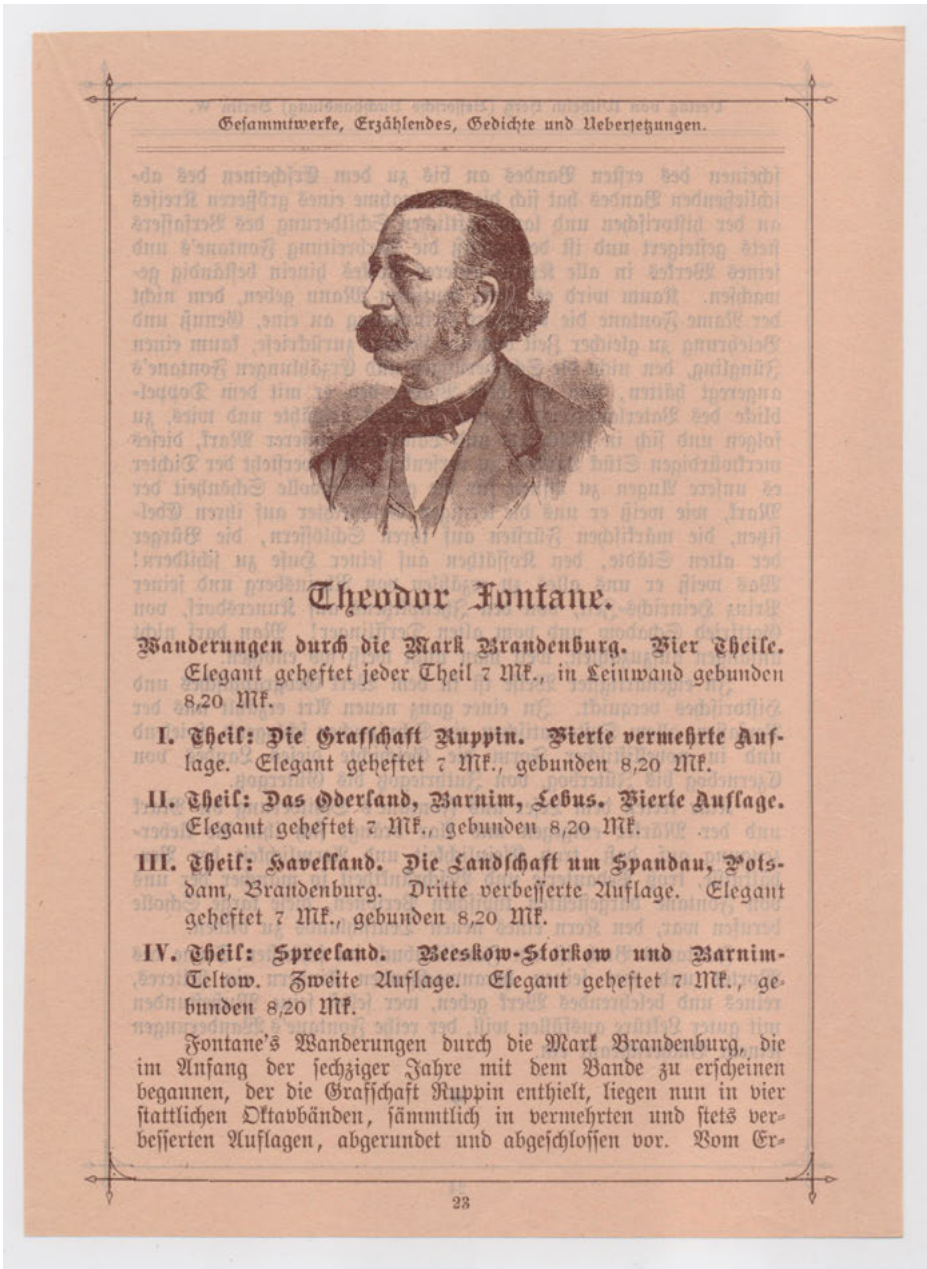 Gesammtwerke, Erzählendes, Gedichte und Uebersetzungen.
Theodor Fontane.
Wanderungen durch die Mark Brandenburg. Vier Theile.
Elegant geheftet jeder Theil 7 Mk., in Leinwand gebunden
8,20 Mk.
I. Theil: Die Grafschaft Ruppin. Vierte vermehrte Auf-
lage. Elegant geheftet 7 Mk., gebunden 8,20 Mk.
II. Theil: Das Oderland, Barnim, Lebus. Vierte Auflage.
Elegant geheftet 7 Mk., gebunden 8,20 Mk.
III. Theil: Havelland. Die Landschaft um Spandau, Pots-
dam, Brandenburg. Dritte verbesserte Auflage. Elegant
geheftet 7 Mk., gebunden 8,20 Mk.
IV. Theil: Spreeland. Beeskow-Storkow und Barnim-
Teltow. Zweite Auflage. Elegant geheftet 7 Mk., ge-
bunden 8,20 Mk.
Fontane's Wanderungen durch die Mark Brandenburg, die
im Anfang der sechziger Jahre mit dem Bande zu erscheinen
begannen, der die Grafschaft Ruppin enthielt, liegen nun in vier
stattlichen Oktavbänden, sämmtlich in vermehrten und stets ver-
besserten Auflagen, abgerundet und abgeschlossen vor. Vom Er-
23